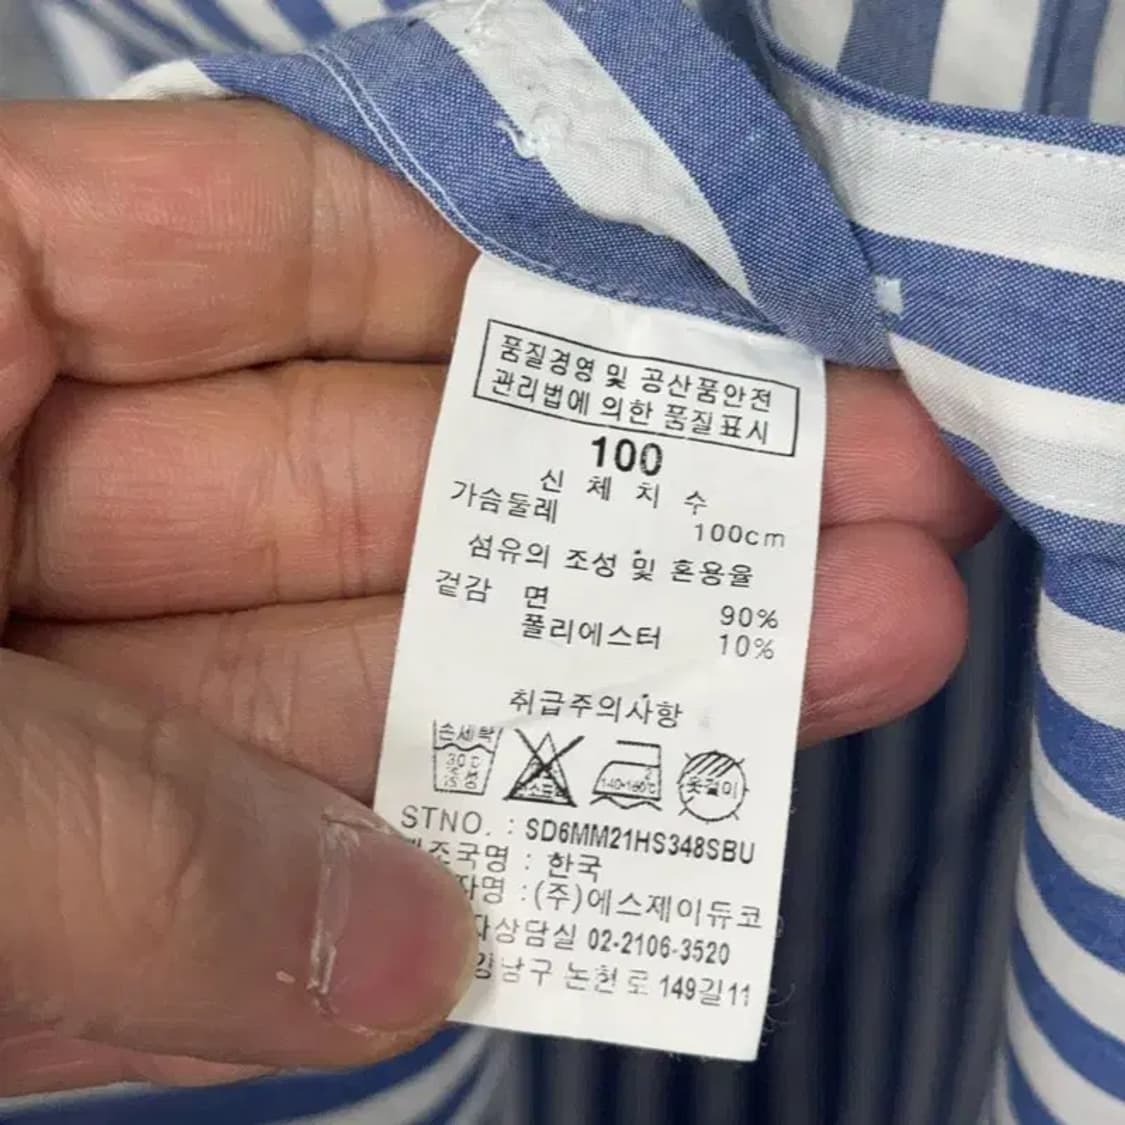 품질경영 및 공산품안전
관리법에 의한 품질표시
100
신 체 치 수
가슴둘레 100cm
섬유의 조성 및 혼용율
겉감 면 90%
폴리에스터 10%
취급주의사항
손세탁 30℃ 중성
140-160℃ 옷걸이
STNO. : SD6MM21HS348SBU
조국명 : 한국
자명 : (주)에스제이듀코
자상담실 02-2106-3520
강남구 논현로 149길11